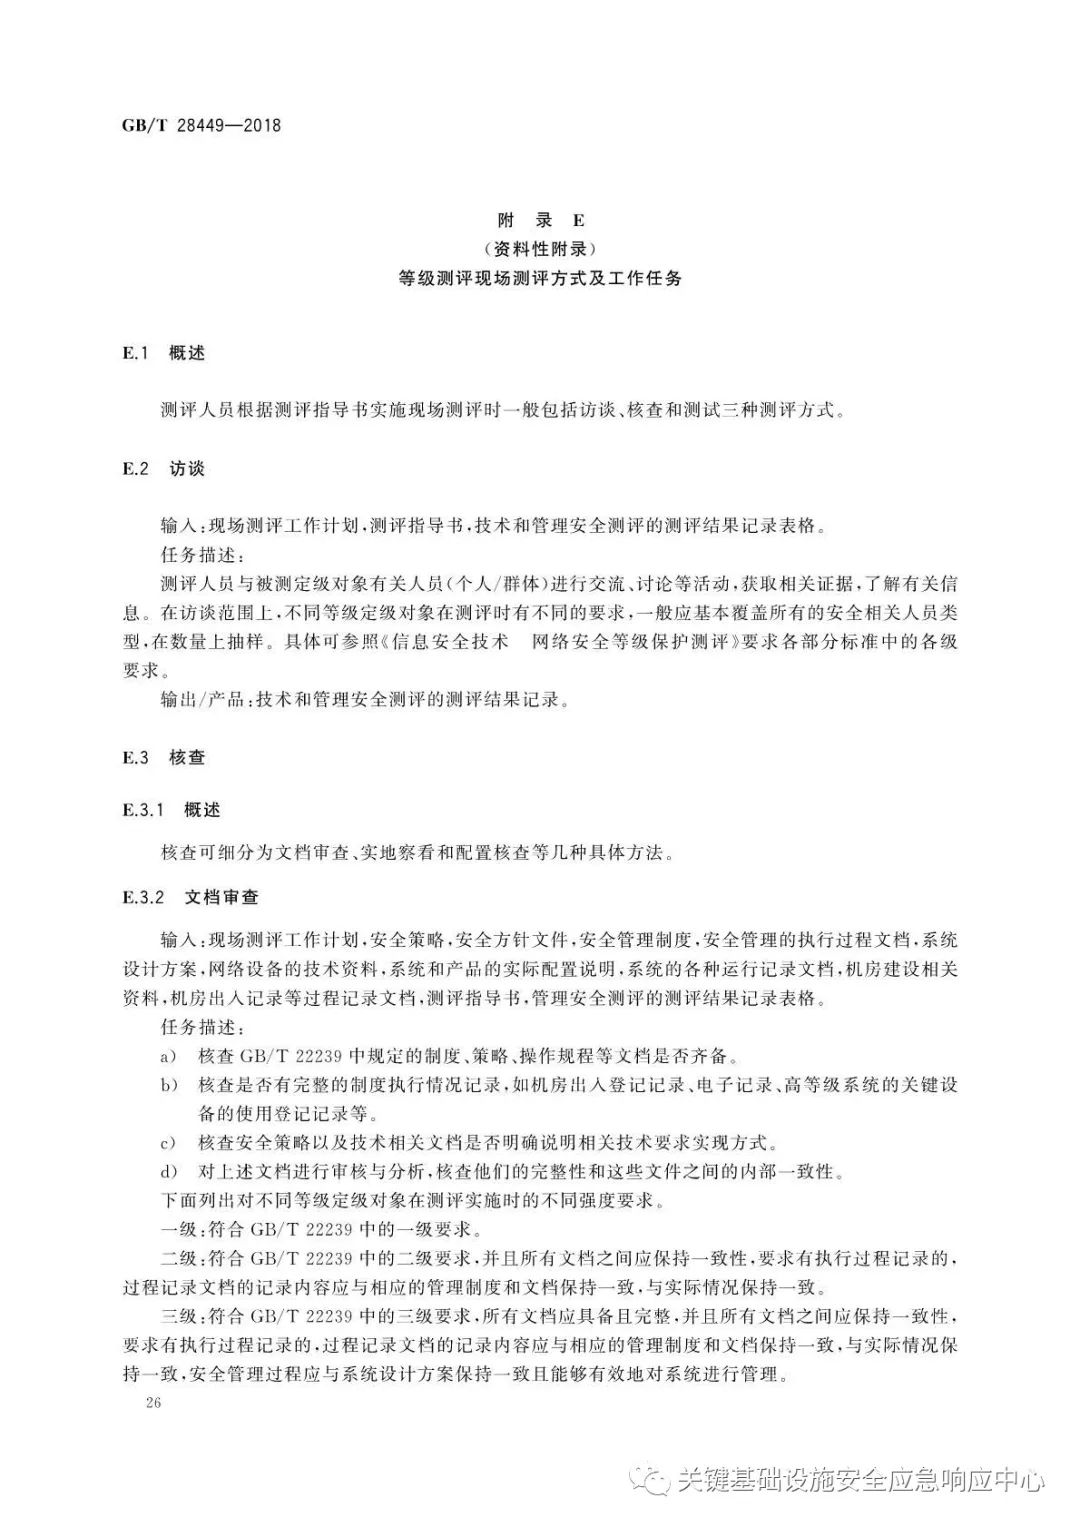 GB/T 28449—2018
附 录 E
（资料性附录）
等级测评现场测评方式及工作任务
E.1 概述
测评人员根据测评指导书实施现场测评时一般包括访谈、核查和测试三种测评方式。
E.2 访谈
输入：现场测评工作计划，测评指导书，技术和管理安全测评的测评结果记录表格。
任务描述：
测评人员与被测定级对象有关人员（个人/群体）进行交流、讨论等活动，获取相关证据，了解有关信
息。在访谈范围上，不同等级定级对象在测评时有不同的要求，一般应基本覆盖所有的安全相关人员类
型，在数量上抽样。具体可参照《信息安全技术 网络安全等级保护测评》要求各部分标准中的各级
要求。
输出/产品：技术和管理安全测评的测评结果记录。
E.3 核查
E.3.1 概述
核查可细分为文档审查、实地察看和配置核查等几种具体方法。
E.3.2 文档审查
输入：现场测评工作计划，安全策略，安全方针文件，安全管理制度，安全管理的执行过程文档，系统
设计方案，网络设备的技术资料，系统和产品的实际配置说明，系统的各种运行记录文档，机房建设相关
资料，机房出入记录等过程记录文档，测评指导书，管理安全测评的测评结果记录表格。
任务描述：
a） 核查 GB/T 22239 中规定的制度、策略、操作规程等文档是否齐备。
b） 核查是否有完整的制度执行情况记录，如机房出入登记记录、电子记录、高等级系统的关键设
备的使用登记记录等。
c） 核查安全策略以及技术相关文档是否明确说明相关技术要求实现方式。
d） 对上述文档进行审核与分析，核查他们的完整性和这些文件之间的内部一致性。
下面列出对不同等级定级对象在测评实施时的不同强度要求。
一级：符合 GB/T 22239 中的一级要求。
二级：符合 GB/T 22239 中的二级要求，并且所有文档之间应保持一致性，要求有执行过程记录的，
过程记录文档的记录内容应与相应的管理制度和文档保持一致，与实际情况保持一致。
三级：符合 GB/T 22239 中的三级要求，所有文档应具备且完整，并且所有文档之间应保持一致性，
要求有执行过程记录的，过程记录文档的记录内容应与相应的管理制度和文档保持一致，与实际情况保
持一致，安全管理过程应与系统设计方案保持一致且能够有效地对系统进行管理。
26
关键基础设施安全应急响应中心